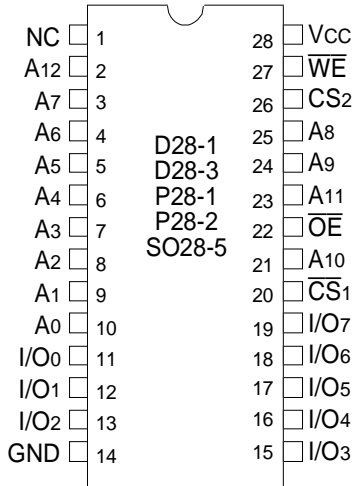 NC 1 28 VCC
A12 2 27 W̅E̅
A7 3 26 CS2
A6 4 25 A8
D28-1
A5 5 24 A9
D28-3
A4 6 P28-1 23 A11
A3 7 P28-2 22 O̅E̅
SO28-5
A2 8 21 A10
A1 9 20 C̅S̅1
A0 10 19 I/O7
I/O0 11 18 I/O6
I/O1 12 17 I/O5
I/O2 13 16 I/O4
GND 14 15 I/O3